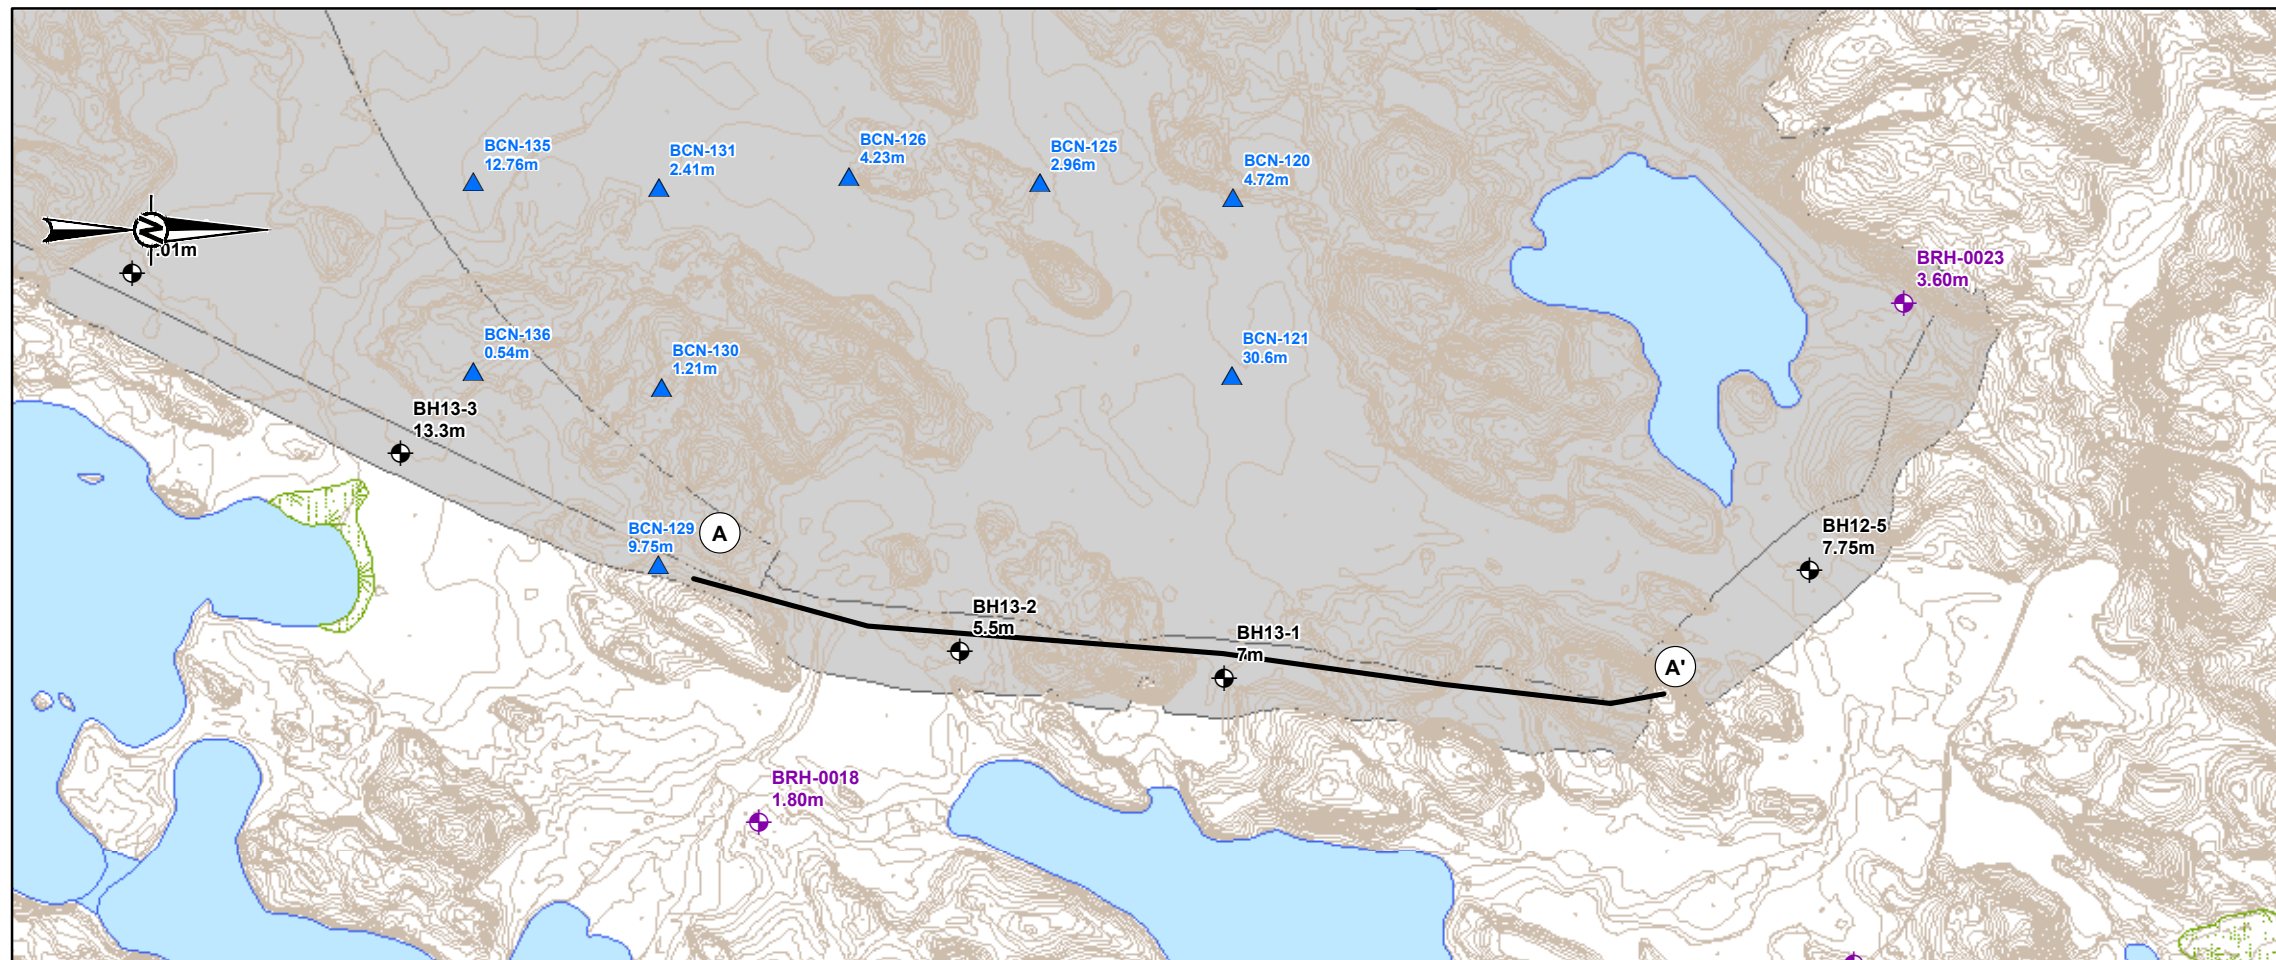 BCN-135
12.76m
BCN-131
2.41m
BCN-126
4.23m
BCN-125
2.96m
BCN-120
4.72m
N
.01m
BRH-0023
3.60m
BCN-136
0.54m
BCN-130
1.21m
BCN-121
30.6m
BH13-3
13.3m
BCN-129
9.75m
A
BH12-5
7.75m
BH13-2
5.5m
BH13-1
7m
A'
BRH-0018
1.80m